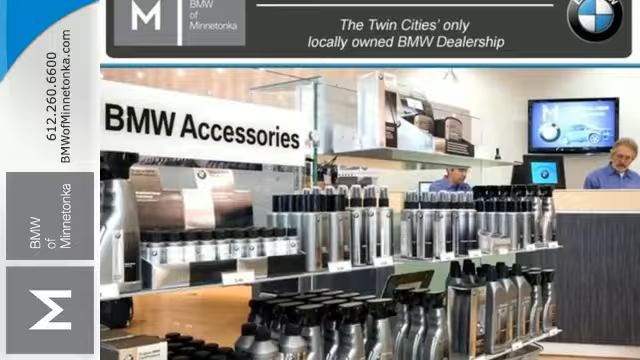 BMW
of
Minnetonka
The Twin Cities' only
locally owned BMW Dealership
612.260.6600
BMWofMinnetonka.com
BMW
of
Minnetonka
M
M
BMW Accessories